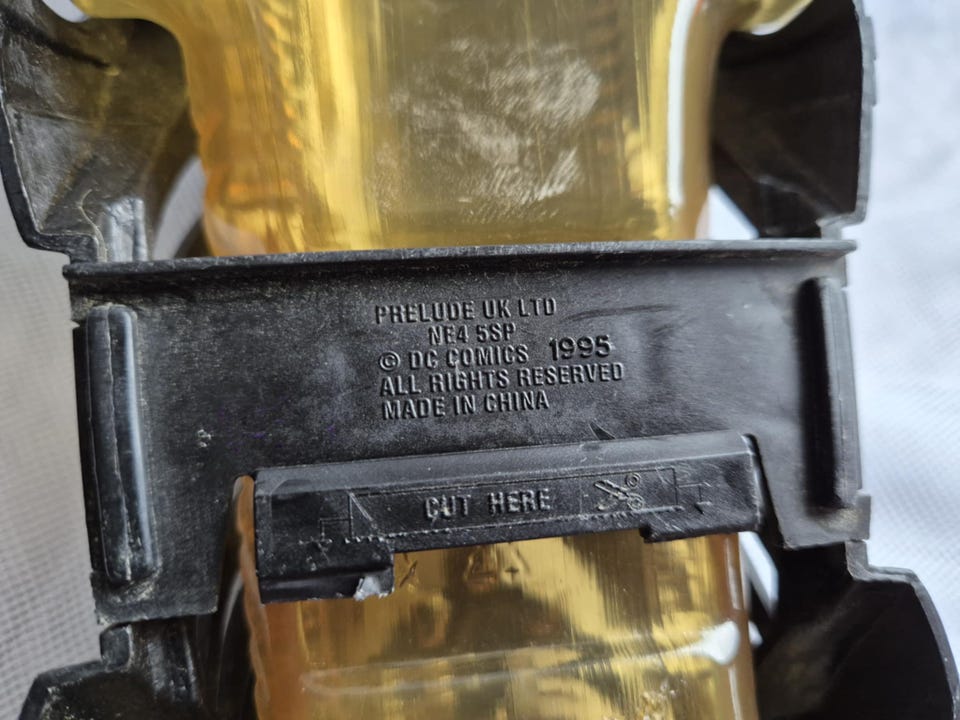 PRELUDE UK LTD
NE4 5SP
© DC COMICS 1995
ALL RIGHTS RESERVED
MADE IN CHINA
CUT HERE